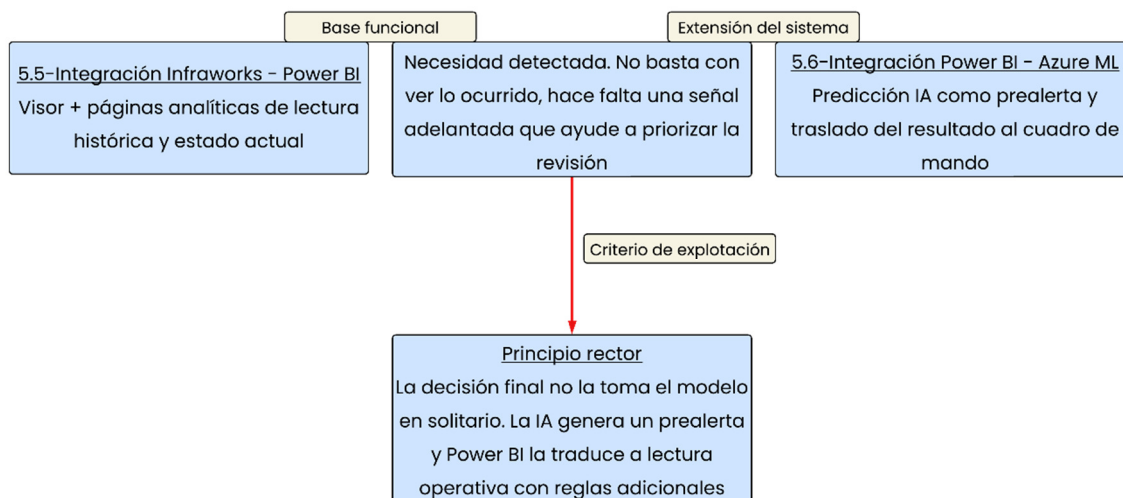 Base funcional
Extensión del sistema
5.5-Integración Infraworks - Power BI
Visor + páginas analíticas de lectura
histórica y estado actual
Necesidad detectada. No basta con
ver lo ocurrido, hace falta una señal
adelantada que ayude a priorizar la
revisión
5.6-Integración Power BI - Azure ML
Predicción IA como prealerta y
traslado del resultado al cuadro de
mando
Criterio de explotación
Principio rector
La decisión final no la toma el modelo
en solitario. La IA genera un prealerta
y Power BI la traduce a lectura
operativa con reglas adicionales